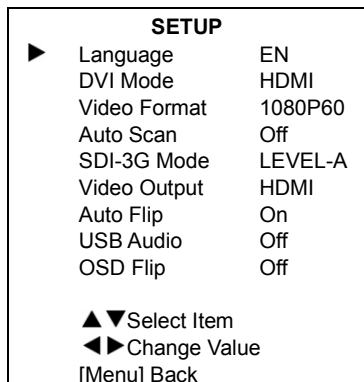 SETUP
▶ Language EN
DVI Mode HDMI
Video Format 1080P60
Auto Scan Off
SDI-3G Mode LEVEL-A
Video Output HDMI
Auto Flip On
USB Audio Off
OSD Flip Off
▲▼Select Item
◀▶Change Value
[Menu] Back